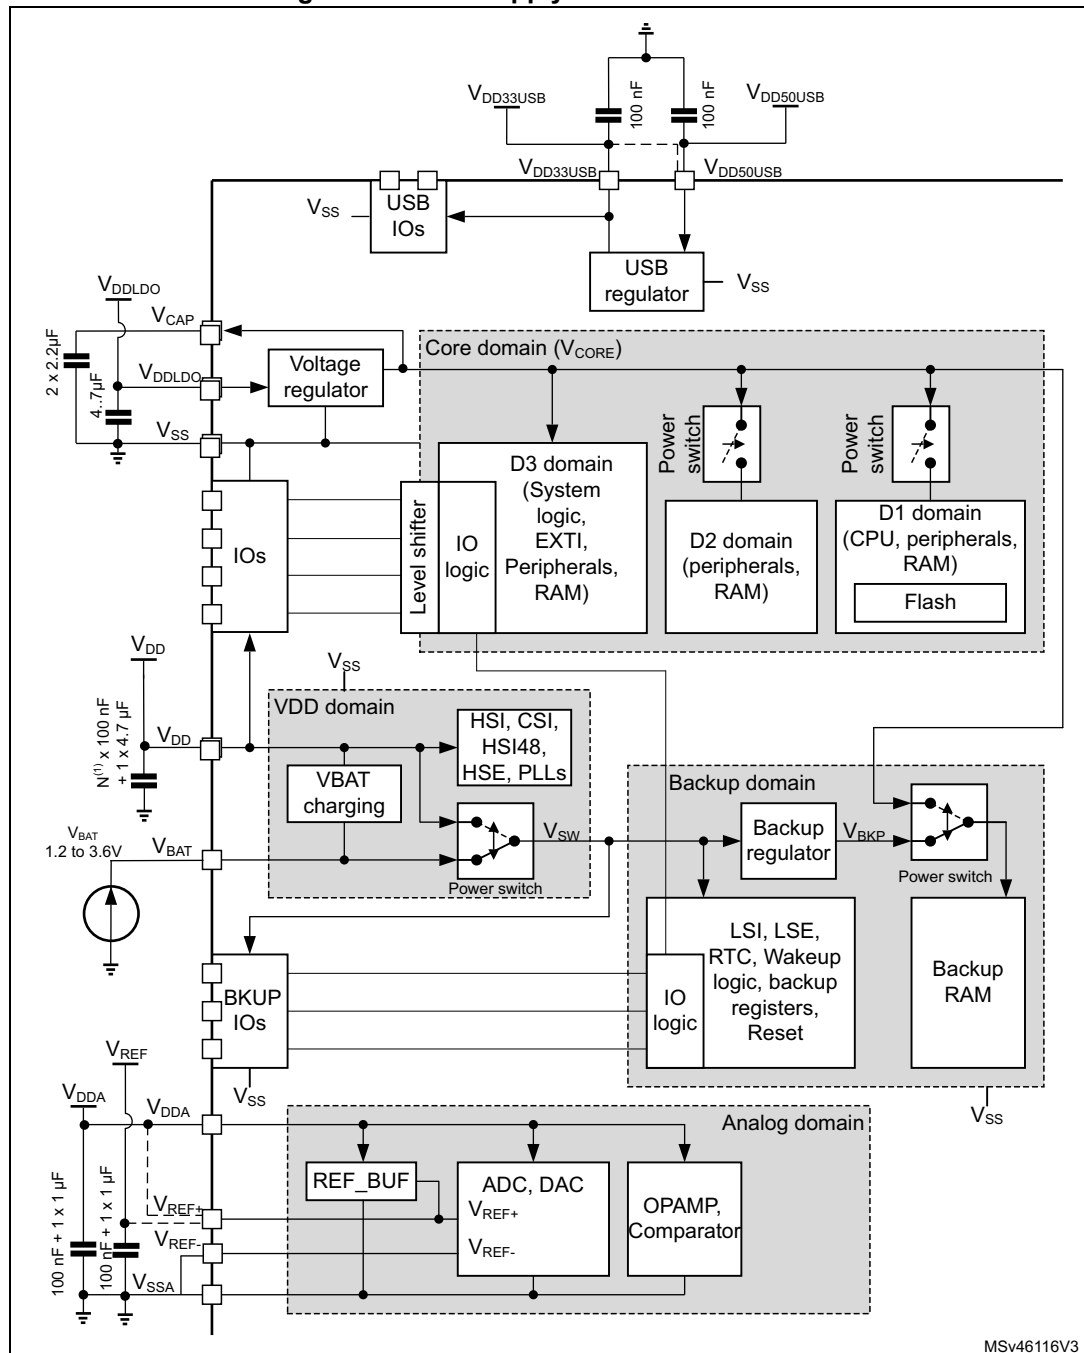 VDD33USB
100 nF
100 nF
VDD50USB
VDD33USB
VDD50USB
VSS
USB
IOs
USB
regulator
VSS
VDDLDO
VCAP
2 x 2.2µF
VDDLDO
4..7µF
VSS
Voltage
regulator
Core domain (VCORE)
Power
switch
Power
switch
D3 domain
(System
logic,
EXTI,
Peripherals,
RAM)
IO
logic
Level shifter
IOs
D2 domain
(peripherals,
RAM)
D1 domain
(CPU, peripherals,
RAM)
Flash
VDD
VDD
N(1) x 100 nF
+ 1 x 4.7 µF
VSS
VDD domain
HSI, CSI,
HSI48,
HSE, PLLs
VBAT
charging
VBAT
1.2 to 3.6V
VBAT
Power switch
VSW
Backup domain
Backup
regulator
VBKP
Power switch
LSI, LSE,
RTC, Wakeup
logic, backup
registers,
Reset
IO
logic
Backup
RAM
BKUP
IOs
VSS
VSS
VREF
VDDA
VDDA
Analog domain
REF_BUF
ADC, DAC
VREF+
VREF-
OPAMP,
Comparator
VREF+
VREF-
VSSA
100 nF + 1 x 1 µF
100 nF + 1 x 1 µF
MSv46116V3